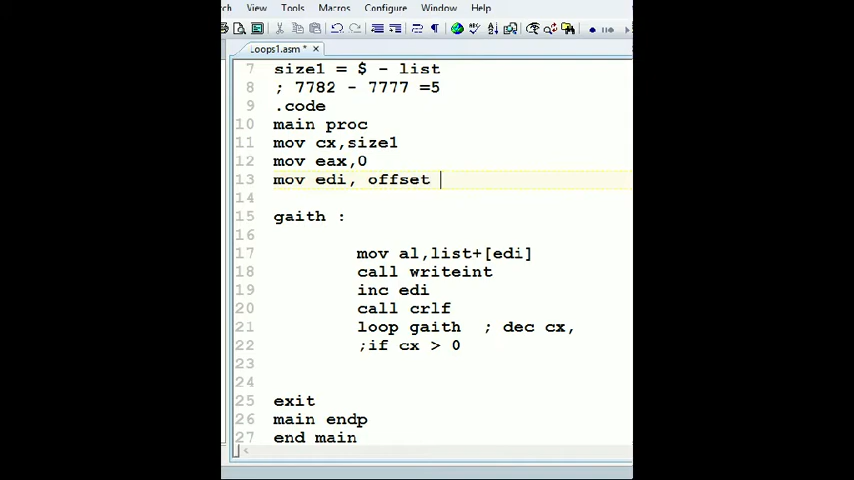 View Tools Macros Configure Window Help
Loops1.asm *
7 size1 = $ - list
8 ; 7782 - 7777 =5
9 .code
10 main proc
11 mov cx,size1
12 mov eax,0
13 mov edi, offset
14
15 gaith :
16
17 mov al,list+[edi]
18 call writeint
19 inc edi
20 call crlf
21 loop gaith ; dec cx,
22 ;if cx > 0
23
24
25 exit
26 main endp
27 end main